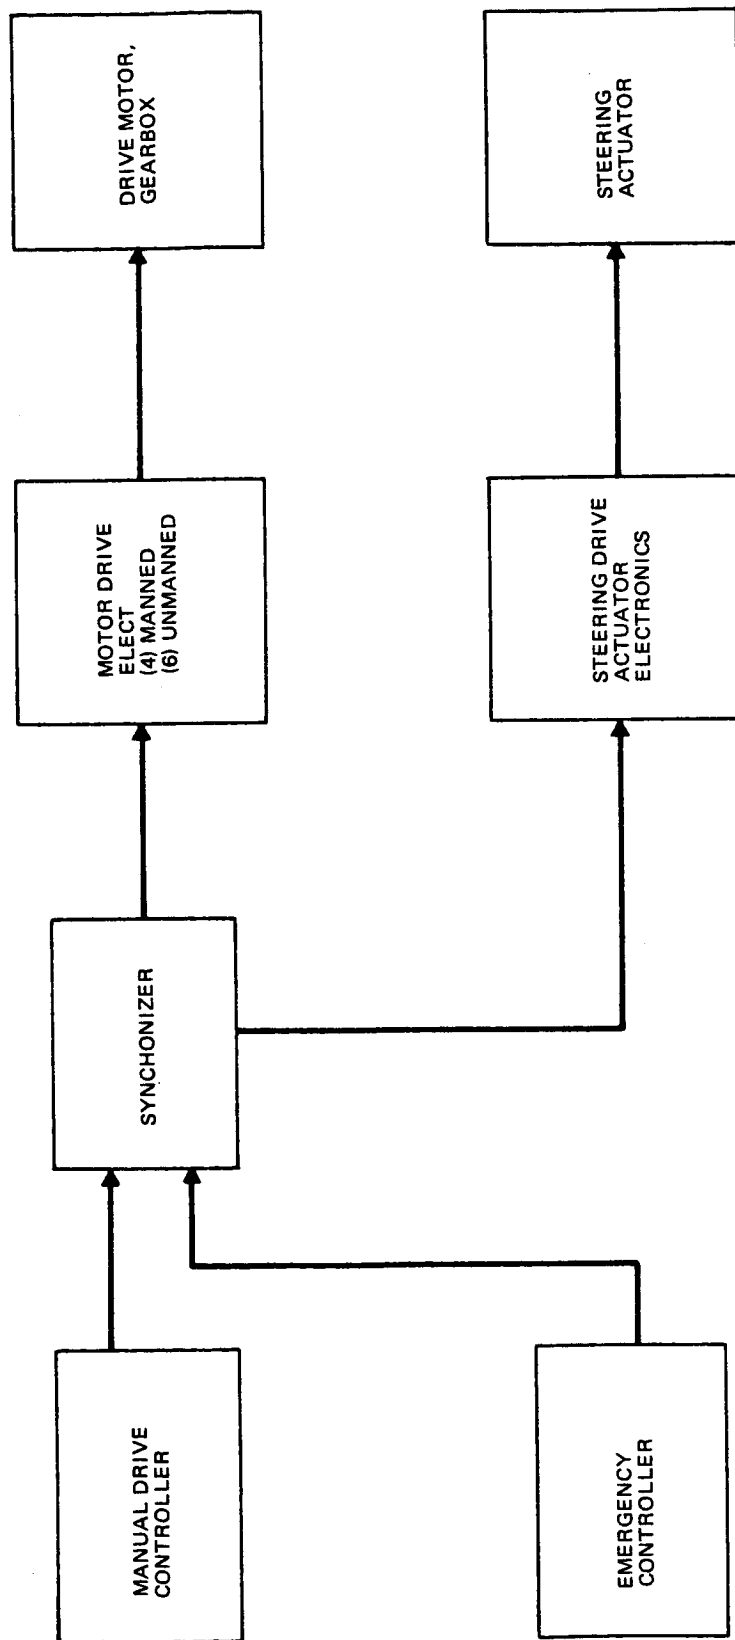 MANUAL DRIVE
CONTROLLER
EMERGENCY
CONTROLLER
SYNCHONIZER
MOTOR DRIVE
ELECT
(4) MANNED
(6) UNMANNED
STEERING DRIVE
ACTUATOR
ELECTRONICS
DRIVE MOTOR,
GEARBOX
STEERING
ACTUATOR